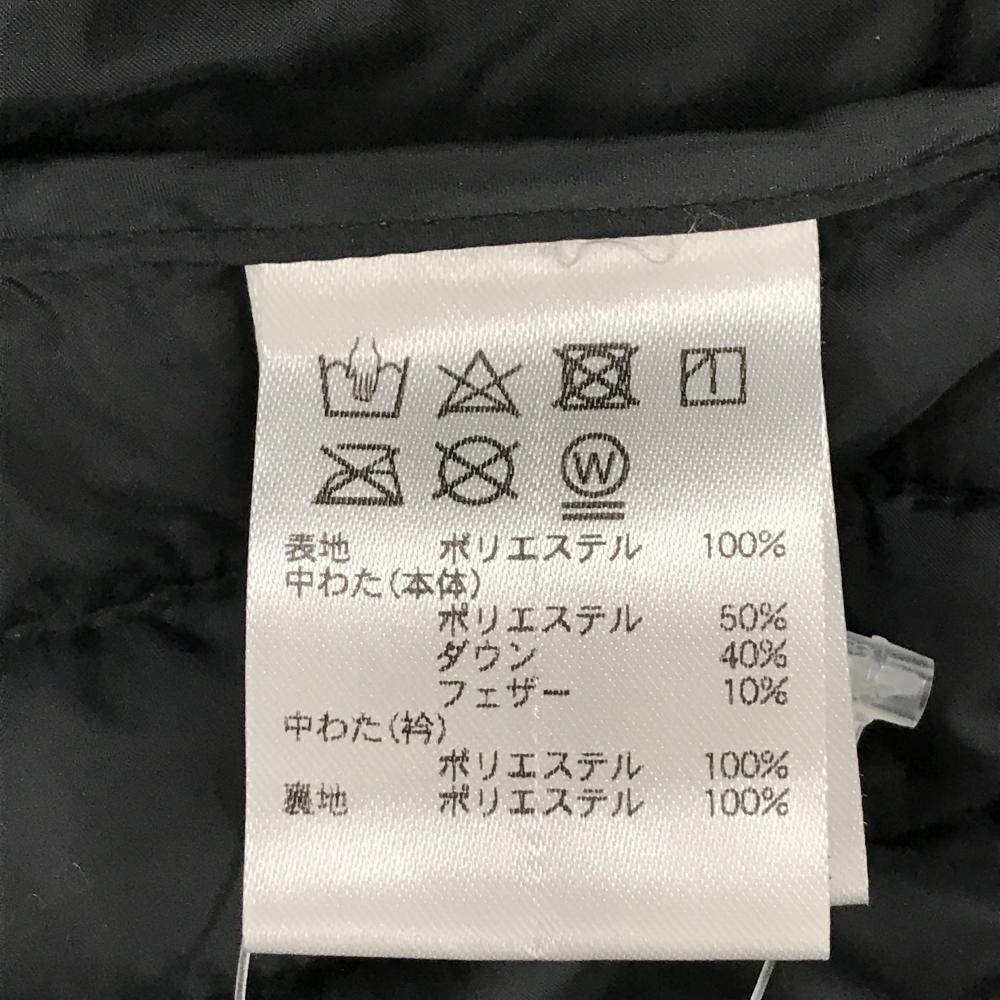 W
表地 ポリエステル 100%
中わた(本体)
ポリエステル 50%
ダウン 40%
フェザー 10%
中わた(衿)
ポリエステル 100%
裏地 ポリエステル 100%